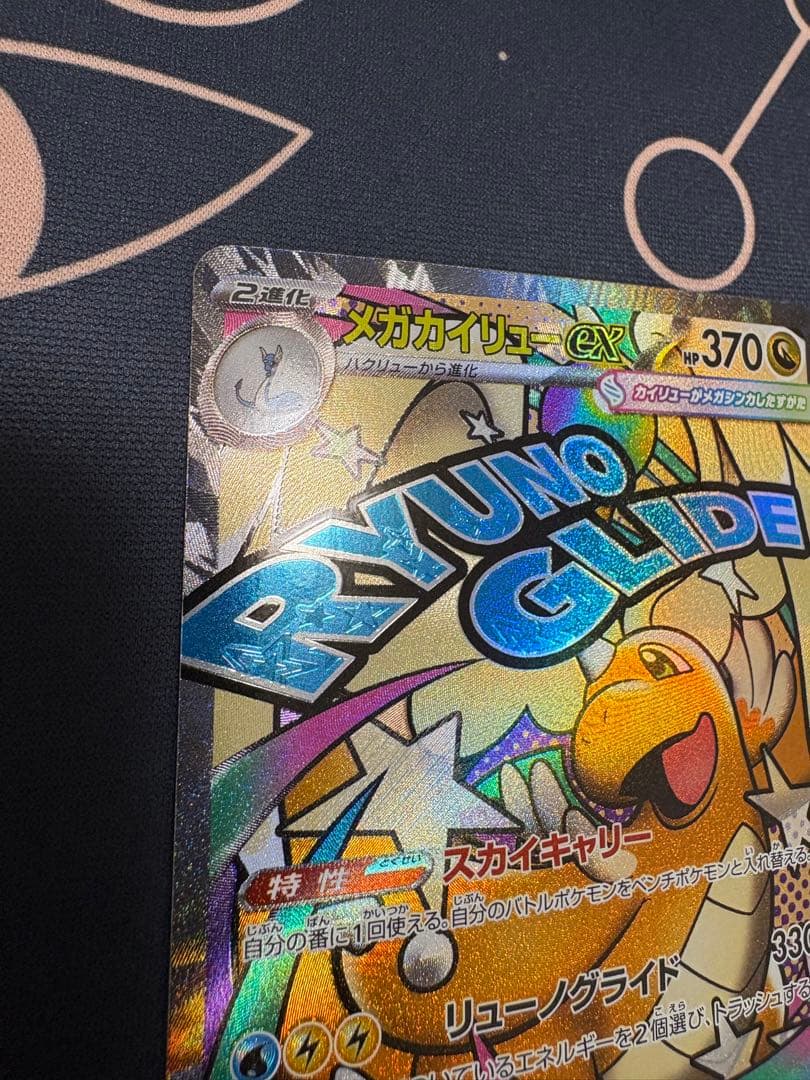 2進化
メガカイリューex
HP370
ハクリューから進化
カイリューがメガシンカしたすがた
RYUNO
GLIDE
特性
とくせい
スカイキャリー
じぶん ばん かいつか じぶん い か
自分の番に1回使える。自分のバトルポケモンをベンチポケモンと入れ替える
リューノグライド
330
こ えら
ついているエネルギーを2個選び、トラッシュする